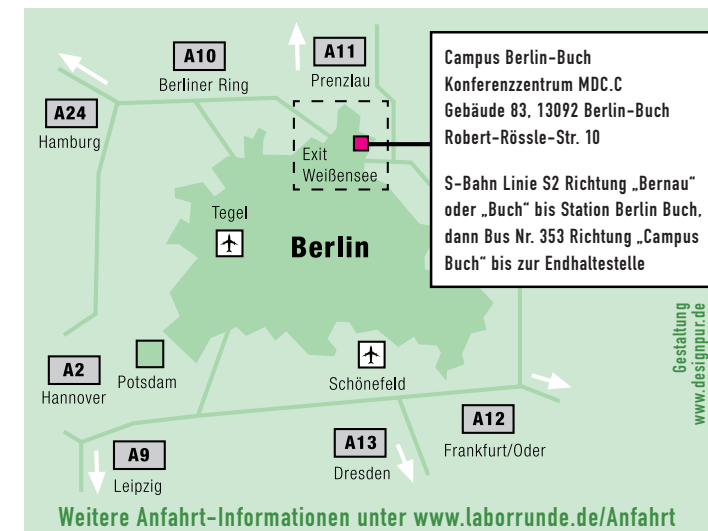 A10
Berliner Ring
A11
Prenzlau
A24
Hamburg
Exit
Weißensee
Campus Berlin-Buch
Konferenzzentrum MDC.C
Gebäude 83, 13092 Berlin-Buch
Robert-Rössle-Str. 10
S-Bahn Linie S2 Richtung „Bernau“
oder „Buch“ bis Station Berlin Buch,
dann Bus Nr. 353 Richtung „Campus
Buch“ bis zur Endhaltestelle
Tegel
Berlin
Gestaltung
www.designpur.de
A2
Hannover
Potsdam
Schönefeld
A12
Frankfurt/Oder
A13
Dresden
A9
Leipzig
Weitere Anfahrt-Informationen unter www.laborrunde.de/Anfahrt